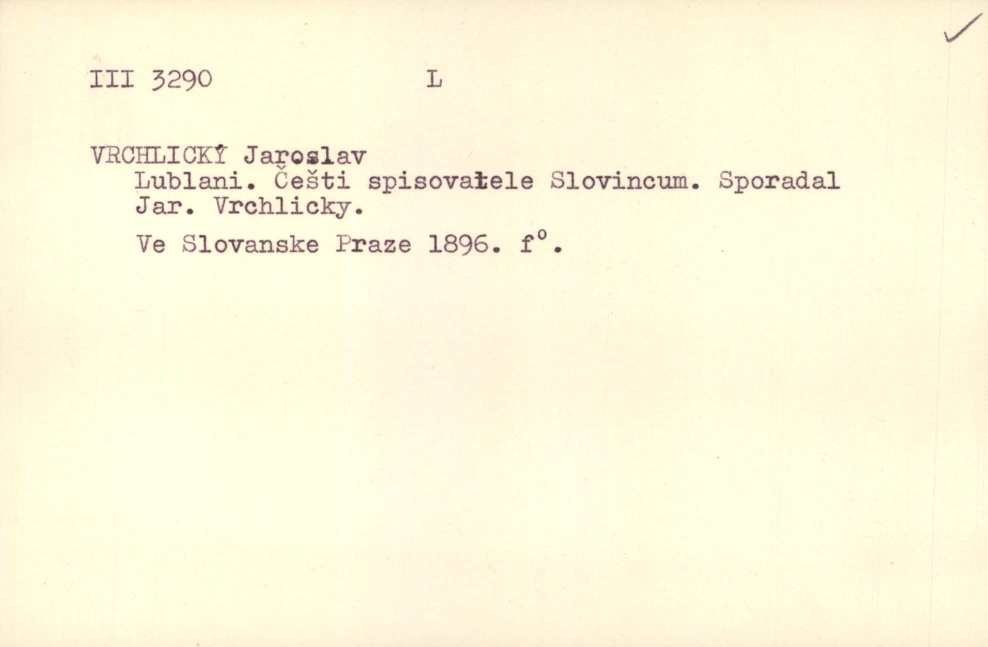 III 3290 L
VRCHLICKÝ Jaroslav
Lublani. Češti spisovatele Slovincum. Sporadal
Jar. Vrchlicky.
Ve Slovanske Praze 1896. f°.